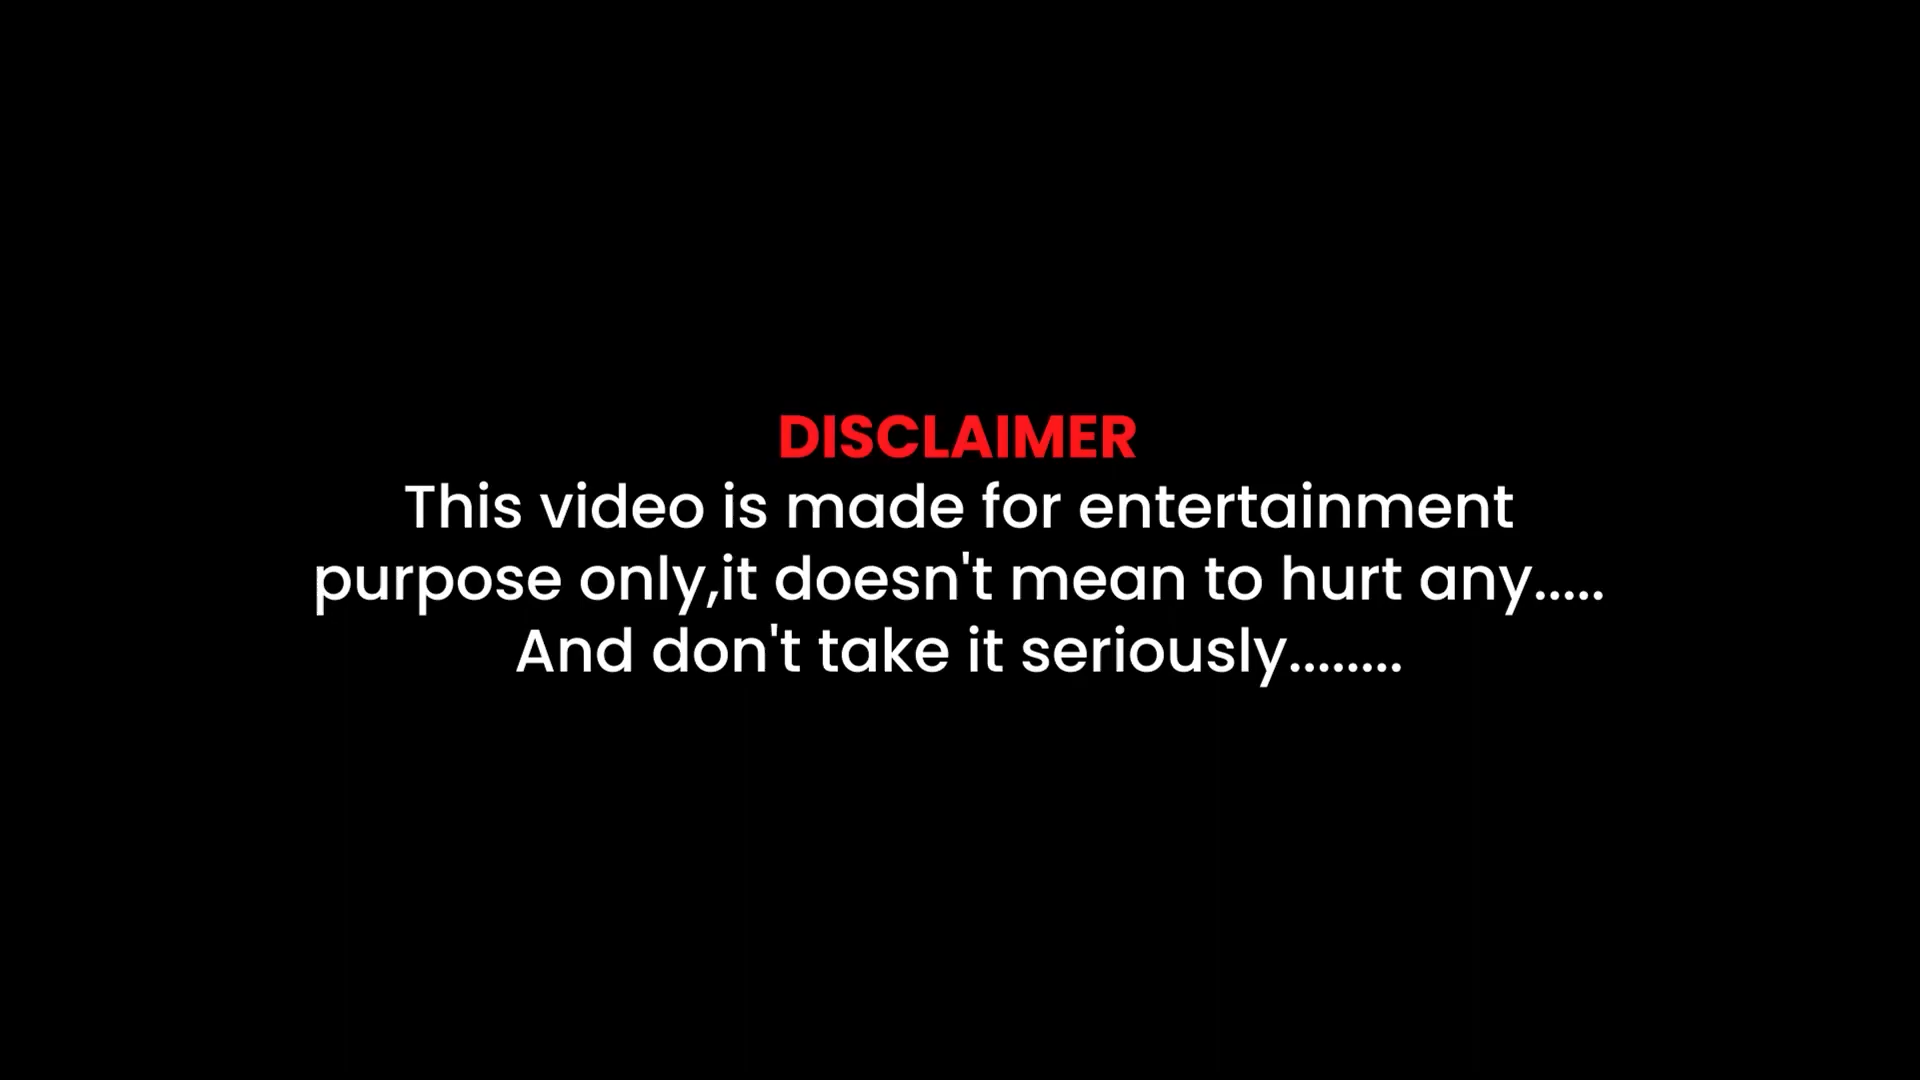 DISCLAIMER
This video is made for entertainment
purpose only,it doesn't mean to hurt any.....
And don't take it seriously........